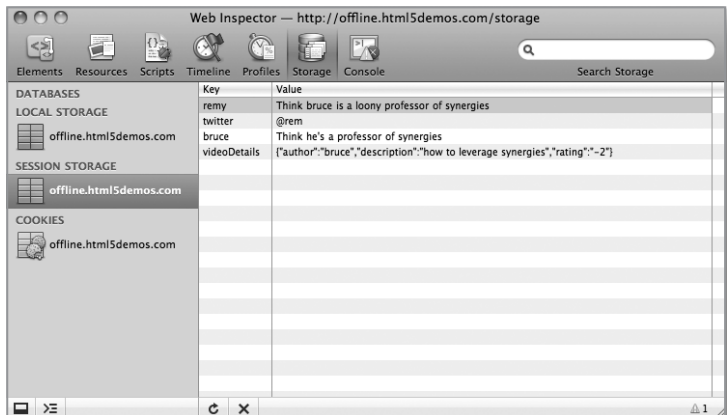 Web Inspector — http://offline.html5demos.com/storage
Elements Resources Scripts Timeline Profiles Storage Console Search Storage
DATABASES
LOCAL STORAGE
offline.html5demos.com
SESSION STORAGE
offline.html5demos.com
COOKIES
offline.html5demos.com
Key Value
remy Think bruce is a loony professor of synergies
twitter @rem
bruce Think he's a professor of synergies
videoDetails {"author":"bruce","description":"how to leverage synergies","rating":"-2"}
1